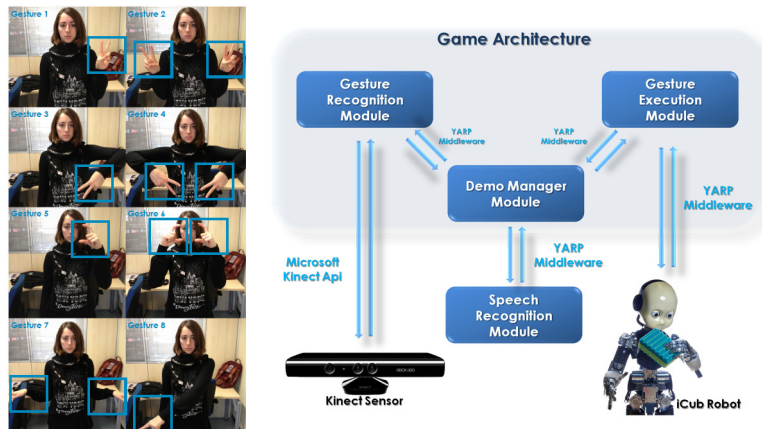 Gesture 1
Gesture 2
Gesture 3
Gesture 4
Gesture 5
Gesture 6
Gesture 7
Gesture 8
Game Architecture
Gesture
Recognition
Module
Gesture
Execution
Module
YARP
Middleware
YARP
Middleware
Demo Manager
Module
YARP
Middleware
Microsoft
Kinect Api
YARP
Middleware
Speech
Recognition
Module
XBOX 360
Kinect Sensor
iCub Robot